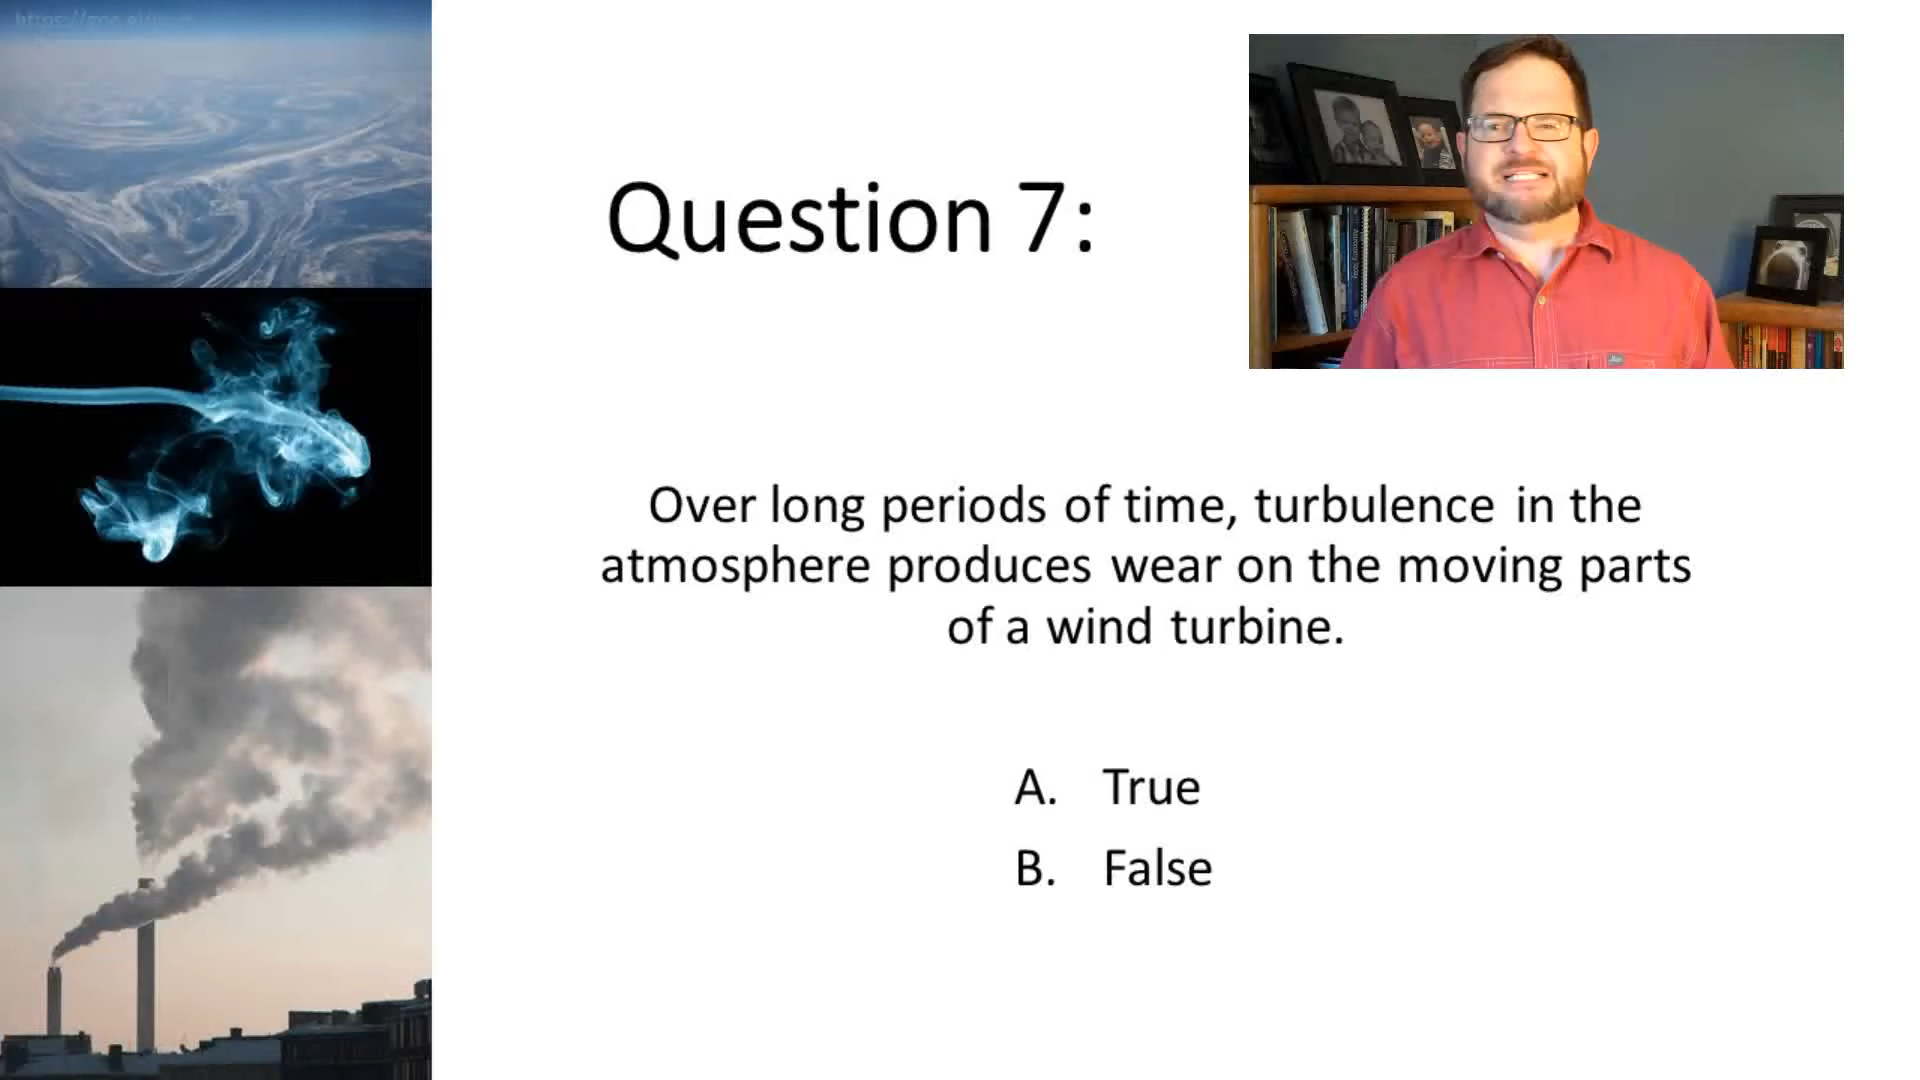 Question 7:
Over long periods of time, turbulence in the
atmosphere produces wear on the moving parts
of a wind turbine.
A. True
B. False